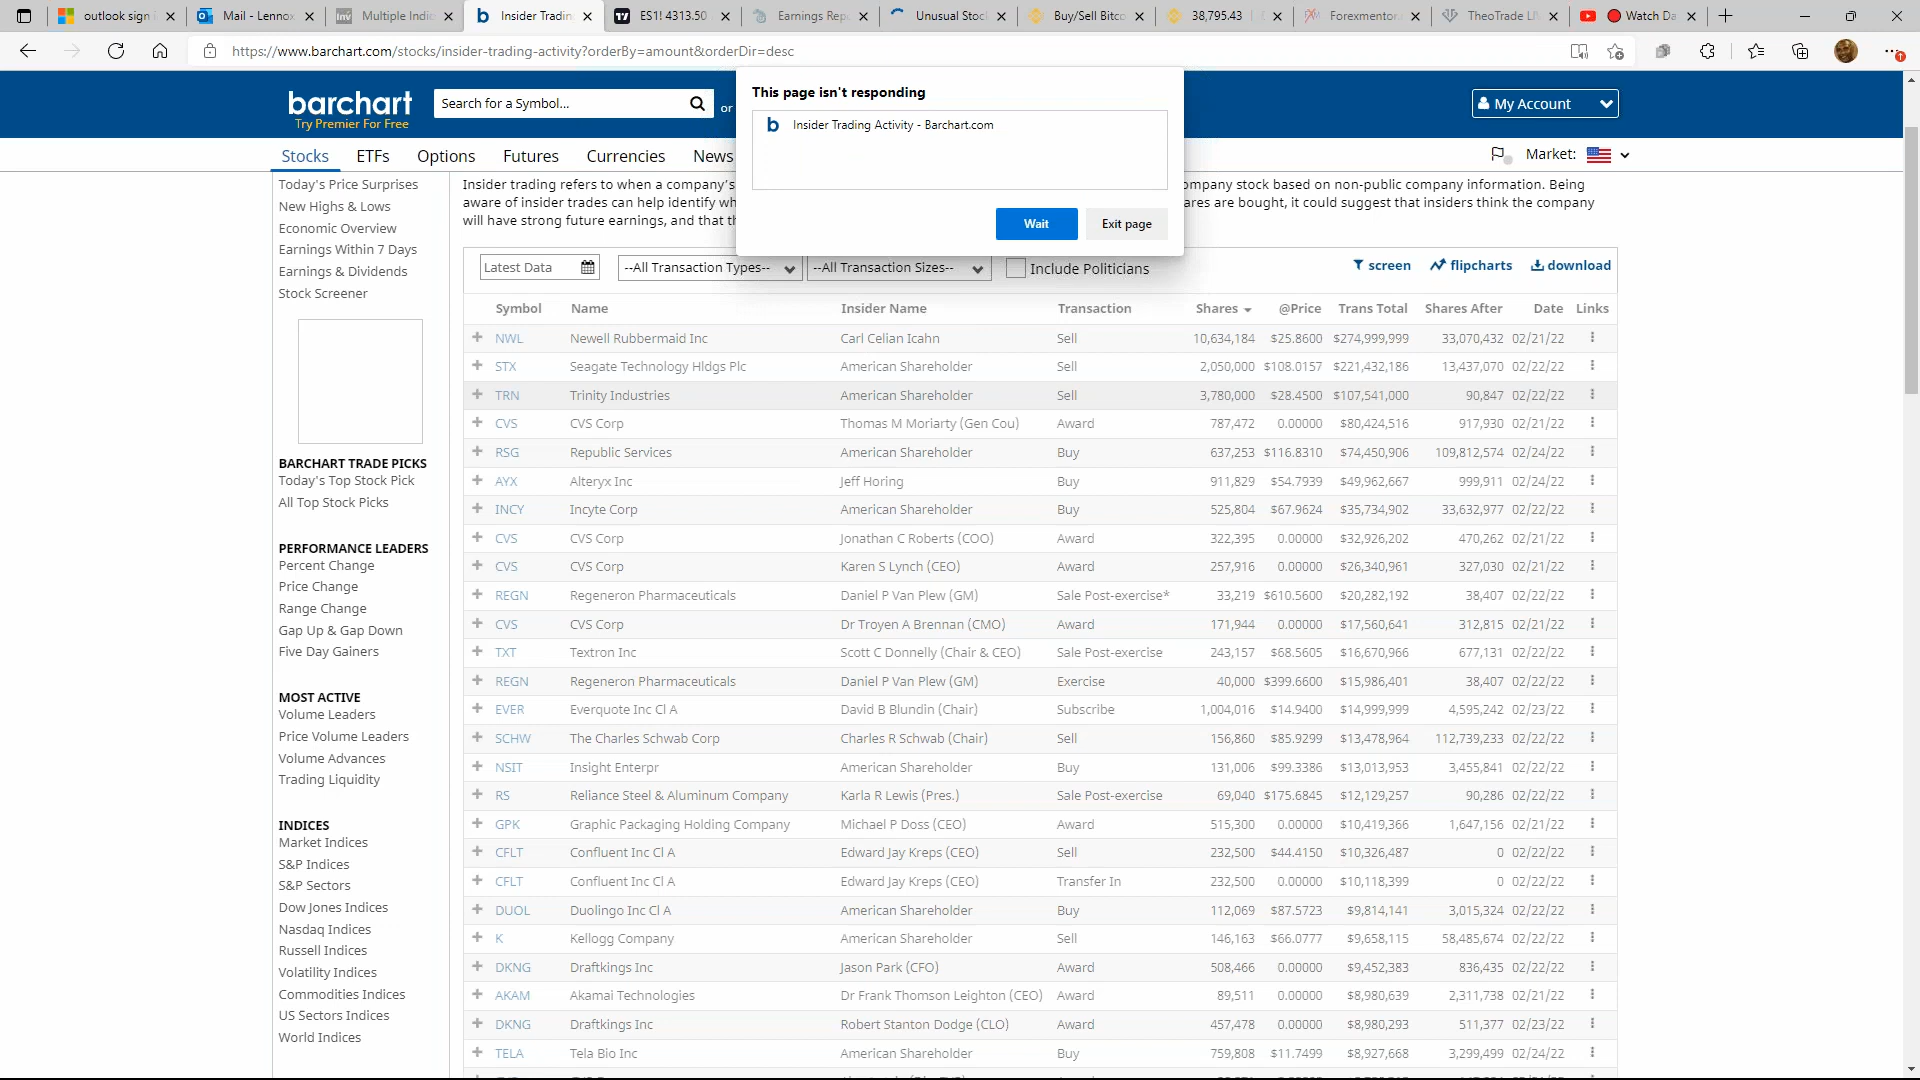 outlook sign i
Mail - Lennox
Multiple Indic
Insider Tradin
ES1! 4313.50
Earnings Rep
Unusual Stoc
Buy/Sell Bitco
38,795.43
Forexmentor.
TheoTrade LI
Watch Da
https://www.barchart.com/stocks/insider-trading-activity?orderBy=amount&orderDir=desc
barchart
Try Premier For Free
Search for a Symbol...
or
My Account
This page isn't responding
Insider Trading Activity - Barchart.com
Wait
Exit page
Stocks ETFs Options Futures Currencies News
Market:
Today's Price Surprises
New Highs & Lows
Economic Overview
Earnings Within 7 Days
Earnings & Dividends
Stock Screener
BARCHART TRADE PICKS
Today's Top Stock Pick
All Top Stock Picks
PERFORMANCE LEADERS
Percent Change
Price Change
Range Change
Gap Up & Gap Down
Five Day Gainers
MOST ACTIVE
Volume Leaders
Price Volume Leaders
Volume Advances
Trading Liquidity
INDICES
Market Indices
S&P Indices
S&P Sectors
Dow Jones Indices
Nasdaq Indices
Russell Indices
Volatility Indices
Commodities Indices
US Sectors Indices
World Indices
Insider trading refers to when a company's ompany stock based on non-public company information. Being
aware of insider trades can help identify wh ares are bought, it could suggest that insiders think the company
will have strong future earnings, and that th
Latest Data --All Transaction Types-- --All Transaction Sizes-- Include Politicians screen flipcharts download
Symbol Name Insider Name Transaction Shares @Price Trans Total Shares After Date Links
NWL Newell Rubbermaid Inc Carl Celian Icahn Sell 10,634,184 $25.8600 $274,999,999 33,070,432 02/21/22
STX Seagate Technology Hldgs Plc American Shareholder Sell 2,050,000 $108.0157 $221,432,186 13,437,070 02/22/22
TRN Trinity Industries American Shareholder Sell 3,780,000 $28.4500 $107,541,000 90,847 02/22/22
CVS CVS Corp Thomas M Moriarty (Gen Cou) Award 787,472 0.00000 $80,424,516 917,930 02/21/22
RSG Republic Services American Shareholder Buy 637,253 $116.8310 $74,450,906 109,812,574 02/24/22
AYX Alteryx Inc Jeff Horing Buy 911,829 $54.7939 $49,962,667 999,911 02/24/22
INCY Incyte Corp American Shareholder Buy 525,804 $67.9624 $35,734,902 33,632,977 02/22/22
CVS CVS Corp Jonathan C Roberts (COO) Award 322,395 0.00000 $32,926,202 470,262 02/21/22
CVS CVS Corp Karen S Lynch (CEO) Award 257,916 0.00000 $26,340,961 327,030 02/21/22
REGN Regeneron Pharmaceuticals Daniel P Van Plew (GM) Sale Post-exercise* 33,219 $610.5600 $20,282,192 38,407 02/22/22
CVS CVS Corp Dr Troyen A Brennan (CMO) Award 171,944 0.00000 $17,560,641 312,815 02/21/22
TXT Textron Inc Scott C Donnelly (Chair & CEO) Sale Post-exercise 243,157 $68.5605 $16,670,966 677,131 02/22/22
REGN Regeneron Pharmaceuticals Daniel P Van Plew (GM) Exercise 40,000 $399.6600 $15,986,401 38,407 02/22/22
EVER Everquote Inc Cl A David B Blundin (Chair) Subscribe 1,004,016 $14.9400 $14,999,999 4,595,242 02/23/22
SCHW The Charles Schwab Corp Charles R Schwab (Chair) Sell 156,860 $85.9299 $13,478,964 112,739,233 02/22/22
NSIT Insight Enterpr American Shareholder Buy 131,006 $99.3386 $13,013,953 3,455,841 02/22/22
RS Reliance Steel & Aluminum Company Karla R Lewis (Pres.) Sale Post-exercise 69,040 $175.6845 $12,129,257 90,286 02/22/22
GPK Graphic Packaging Holding Company Michael P Doss (CEO) Award 515,300 0.00000 $10,419,366 1,647,156 02/21/22
CFLT Confluent Inc Cl A Edward Jay Kreps (CEO) Sell 232,500 $44.4150 $10,326,487 0 02/22/22
CFLT Confluent Inc Cl A Edward Jay Kreps (CEO) Transfer In 232,500 0.00000 $10,118,399 0 02/22/22
DUOL Duolingo Inc Cl A American Shareholder Buy 112,069 $87.5723 $9,814,141 3,015,324 02/22/22
K Kellogg Company American Shareholder Sell 146,163 $66.0777 $9,658,115 58,485,674 02/22/22
DKNG Draftkings Inc Jason Park (CFO) Award 508,466 0.00000 $9,452,383 836,435 02/22/22
AKAM Akamai Technologies Dr Frank Thomson Leighton (CEO) Award 89,511 0.00000 $8,980,639 2,311,738 02/21/22
DKNG Draftkings Inc Robert Stanton Dodge (CLO) Award 457,478 0.00000 $8,980,293 511,377 02/23/22
TELA Tela Bio Inc American Shareholder Buy 759,808 $11.7499 $8,927,668 3,299,499 02/24/22